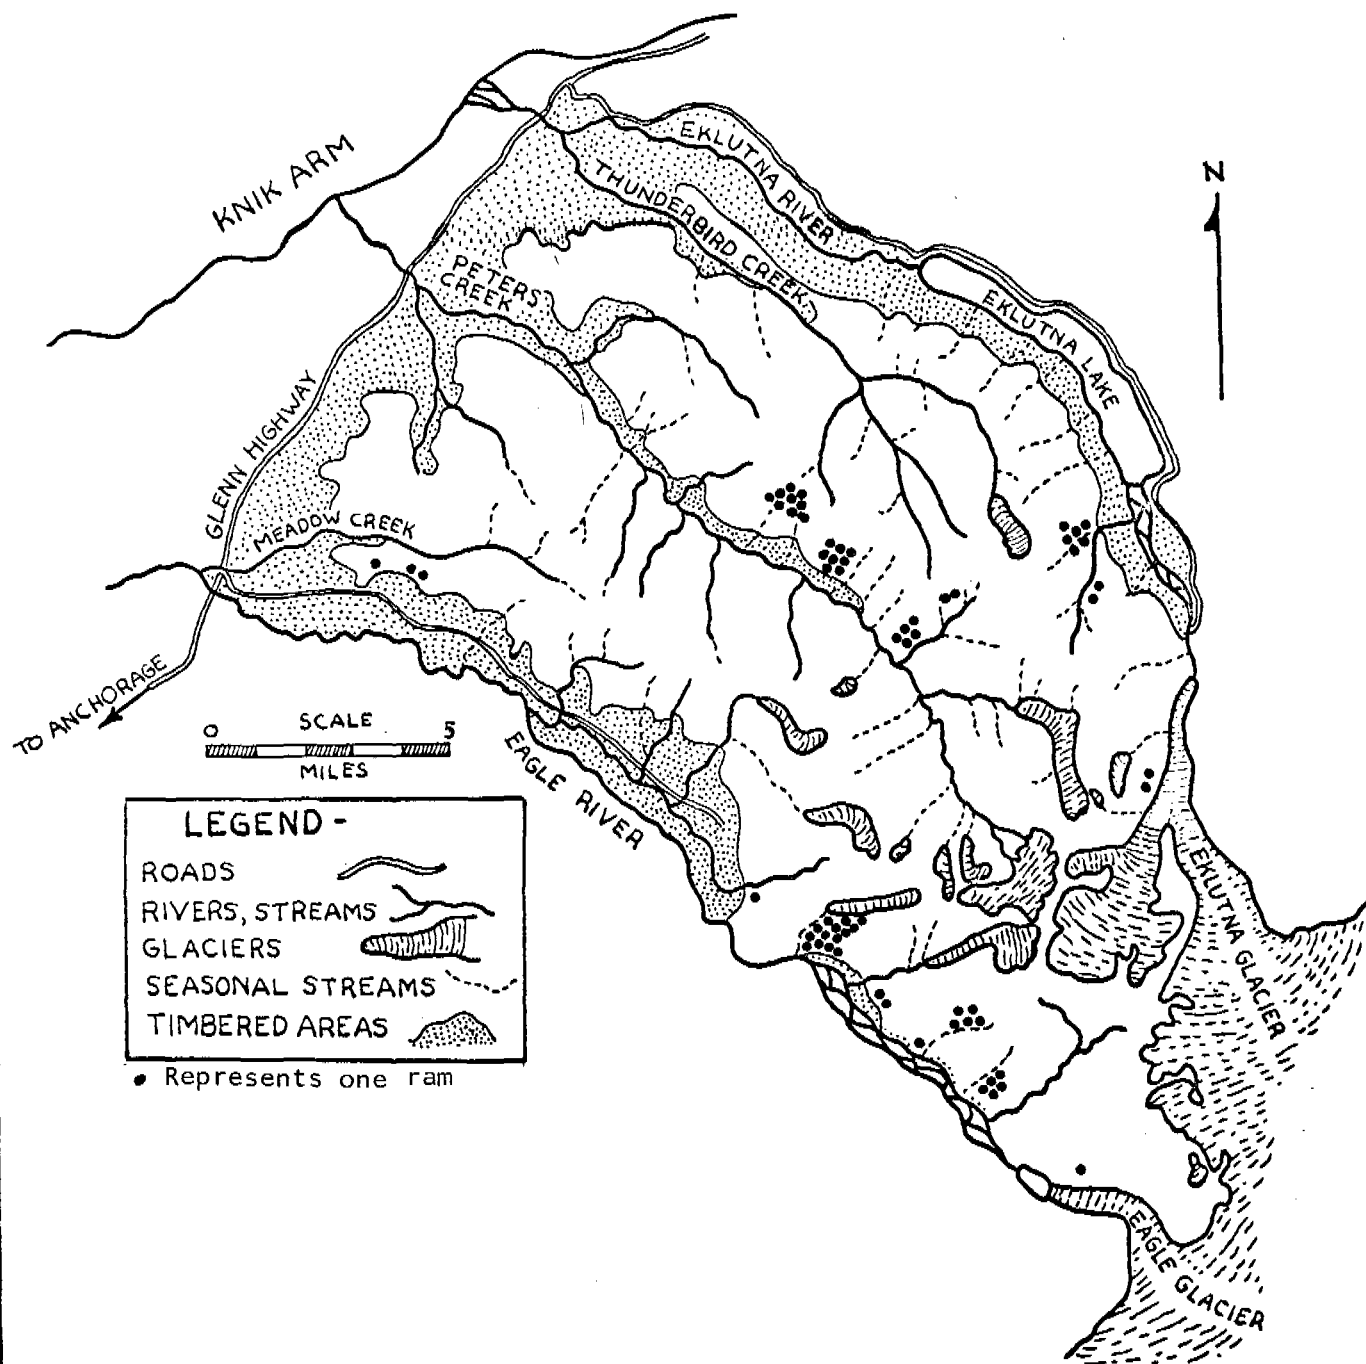 KNIK ARM
EKLUTNA RIVER
N
THUNDERBIRD CREEK
PETERS
CREEK
EKLUTNA LAKE
GLENN HIGHWAY
MEADOW CREEK
TO ANCHORAGE
0 SCALE 5
MILES
EAGLE RIVER
LEGEND -
ROADS
RIVERS, STREAMS
GLACIERS
SEASONAL STREAMS
TIMBERED AREAS
Represents one ram
EKLUTNA GLACIER
EAGLE GLACIER